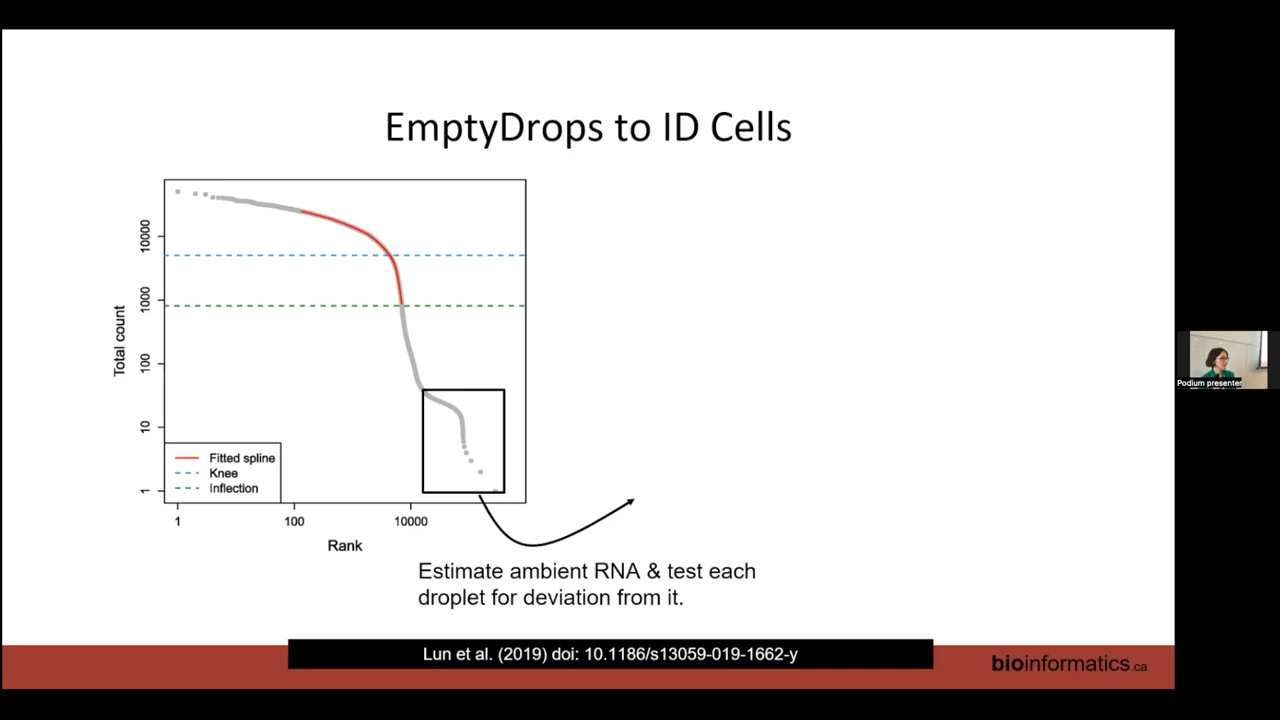 EmptyDrops to ID Cells
Total count
10000
1000
100
10
1
Fitted spline
Knee
Inflection
1
100
10000
Rank
Estimate ambient RNA & test each
droplet for deviation from it.
Lun et al. (2019) doi: 10.1186/s13059-019-1662-y
bioinformatics.ca
Podium presenter